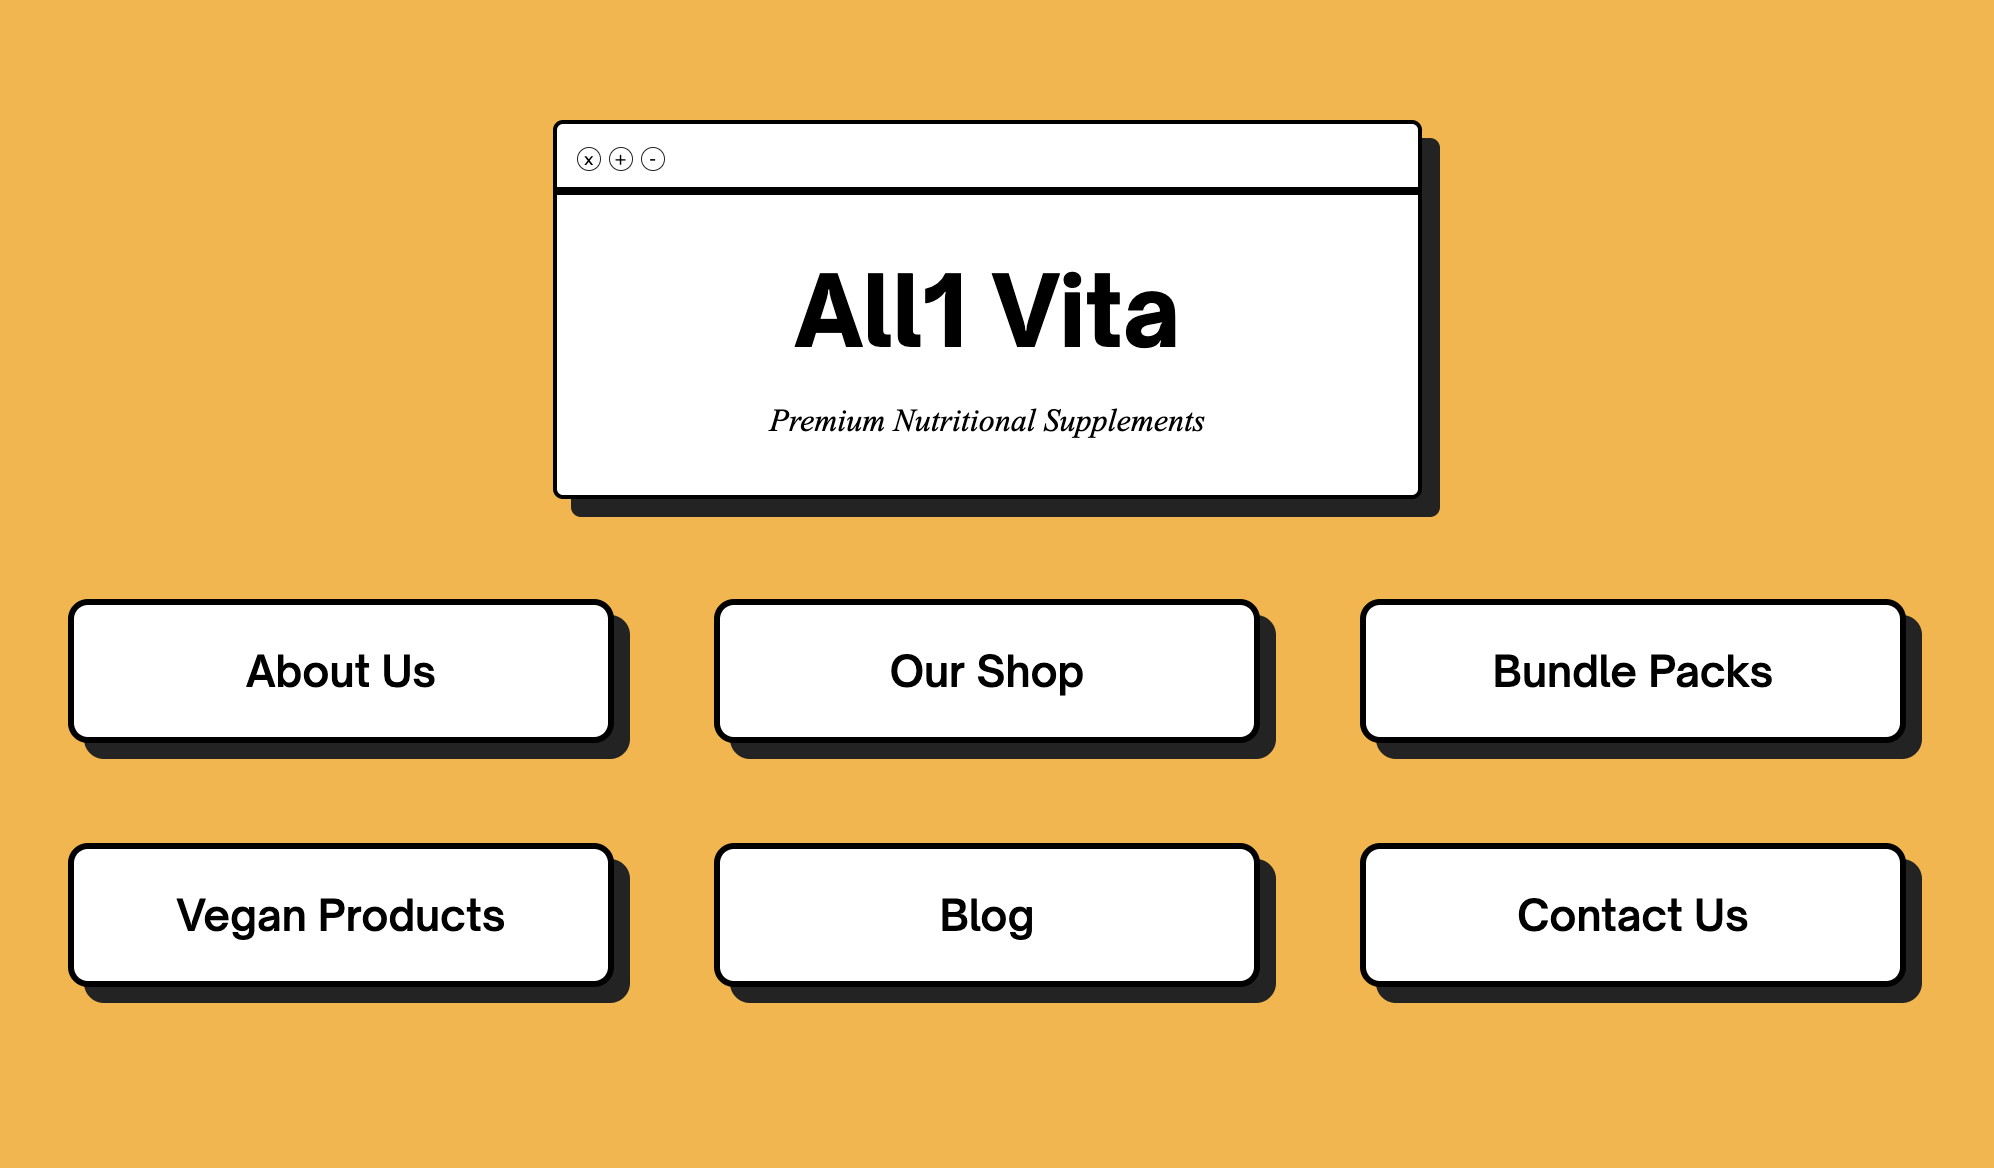 x + -
All1 Vita
Premium Nutritional Supplements
About Us
Our Shop
Bundle Packs
Vegan Products
Blog
Contact Us